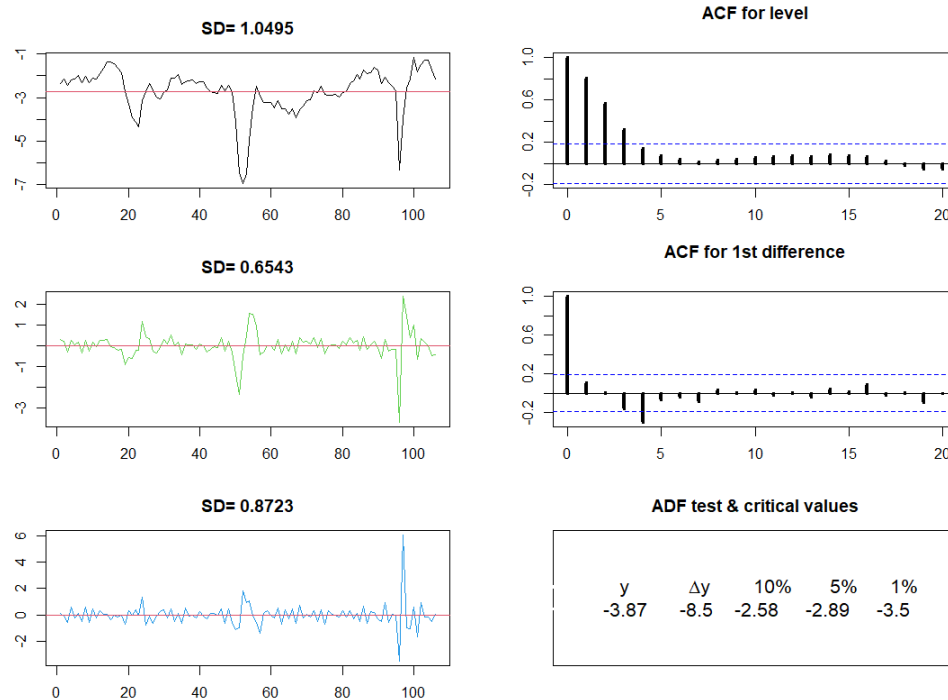 SD= 1.0495
-1
-3
-5
-7
0 20 40 60 80 100
ACF for level
1.0
0.6
0.2
-0.2
0 5 10 15 20
SD= 0.6543
2
1
-1
-3
0 20 40 60 80 100
ACF for 1st difference
1.0
0.6
0.2
-0.2
0 5 10 15 20
SD= 0.8723
6
4
2
0
-2
0 20 40 60 80 100
ADF test & critical values
y Δy 10% 5% 1%
-3.87 -8.5 -2.58 -2.89 -3.5